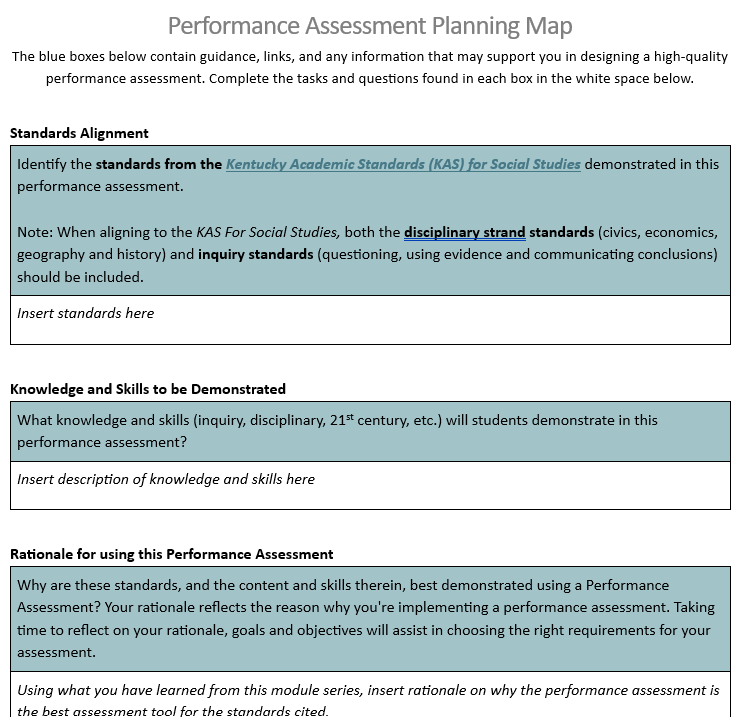 Performance Assessment Planning Map
The blue boxes below contain guidance, links, and any information that may support you in designing a high-quality
performance assessment. Complete the tasks and questions found in each box in the white space below.
Standards Alignment
Identify the standards from the Kentucky Academic Standards (KAS) for Social Studies demonstrated in this
performance assessment.
Note: When aligning to the KAS For Social Studies, both the disciplinary strand standards (civics, economics,
geography and history) and inquiry standards (questioning, using evidence and communicating conclusions)
should be included.
Insert standards here
Knowledge and Skills to be Demonstrated
What knowledge and skills (inquiry, disciplinary, 21st century, etc.) will students demonstrate in this
performance assessment?
Insert description of knowledge and skills here
Rationale for using this Performance Assessment
Why are these standards, and the content and skills therein, best demonstrated using a Performance
Assessment? Your rationale reflects the reason why you're implementing a performance assessment. Taking
time to reflect on your rationale, goals and objectives will assist in choosing the right requirements for your
assessment.
Using what you have learned from this module series, insert rationale on why the performance assessment is
the best assessment tool for the standards cited.